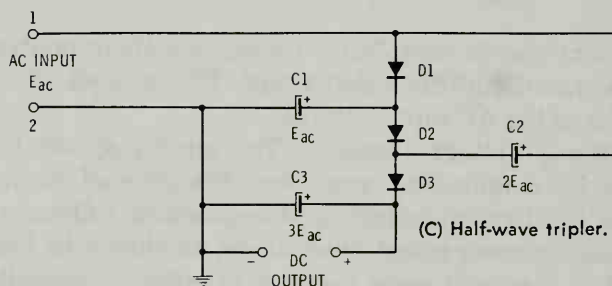 1
AC INPUT
Eac
2
D1
C1
+
Eac
D2
C2
+
2Eac
D3
C3
+
3Eac
(C) Half-wave tripler.
- DC +
OUTPUT